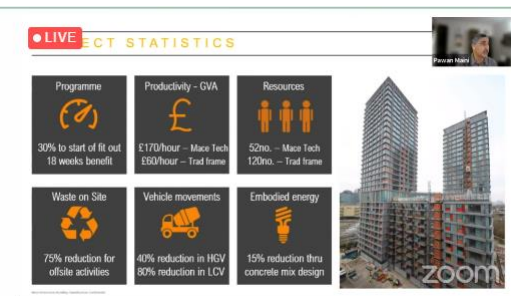 LIVE
ECT STATISTICS
Pawan Maini
Programme
30% to start of fit out
18 weeks benefit
Productivity - GVA
£
£170/hour – Mace Tech
£60/hour – Trad frame
Resources
52no. – Mace Tech
120no. – Trad frame
Waste on Site
75% reduction for
offsite activities
Vehicle movements
40% reduction in HGV
80% reduction in LCV
Embodied energy
15% reduction thru
concrete mix design
zoom